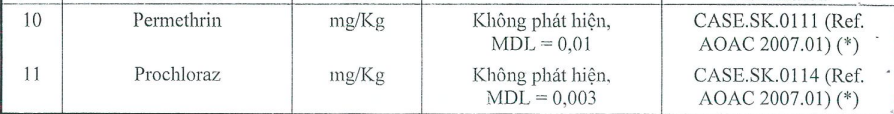 10 Permethrin mg/Kg Không phát hiện, CASE.SK.0111 (Ref.
MDL = 0,01 AOAC 2007.01) (*)
11 Prochloraz mg/Kg Không phát hiện, CASE.SK.0114 (Ref.
MDL = 0,003 AOAC 2007.01) (*)